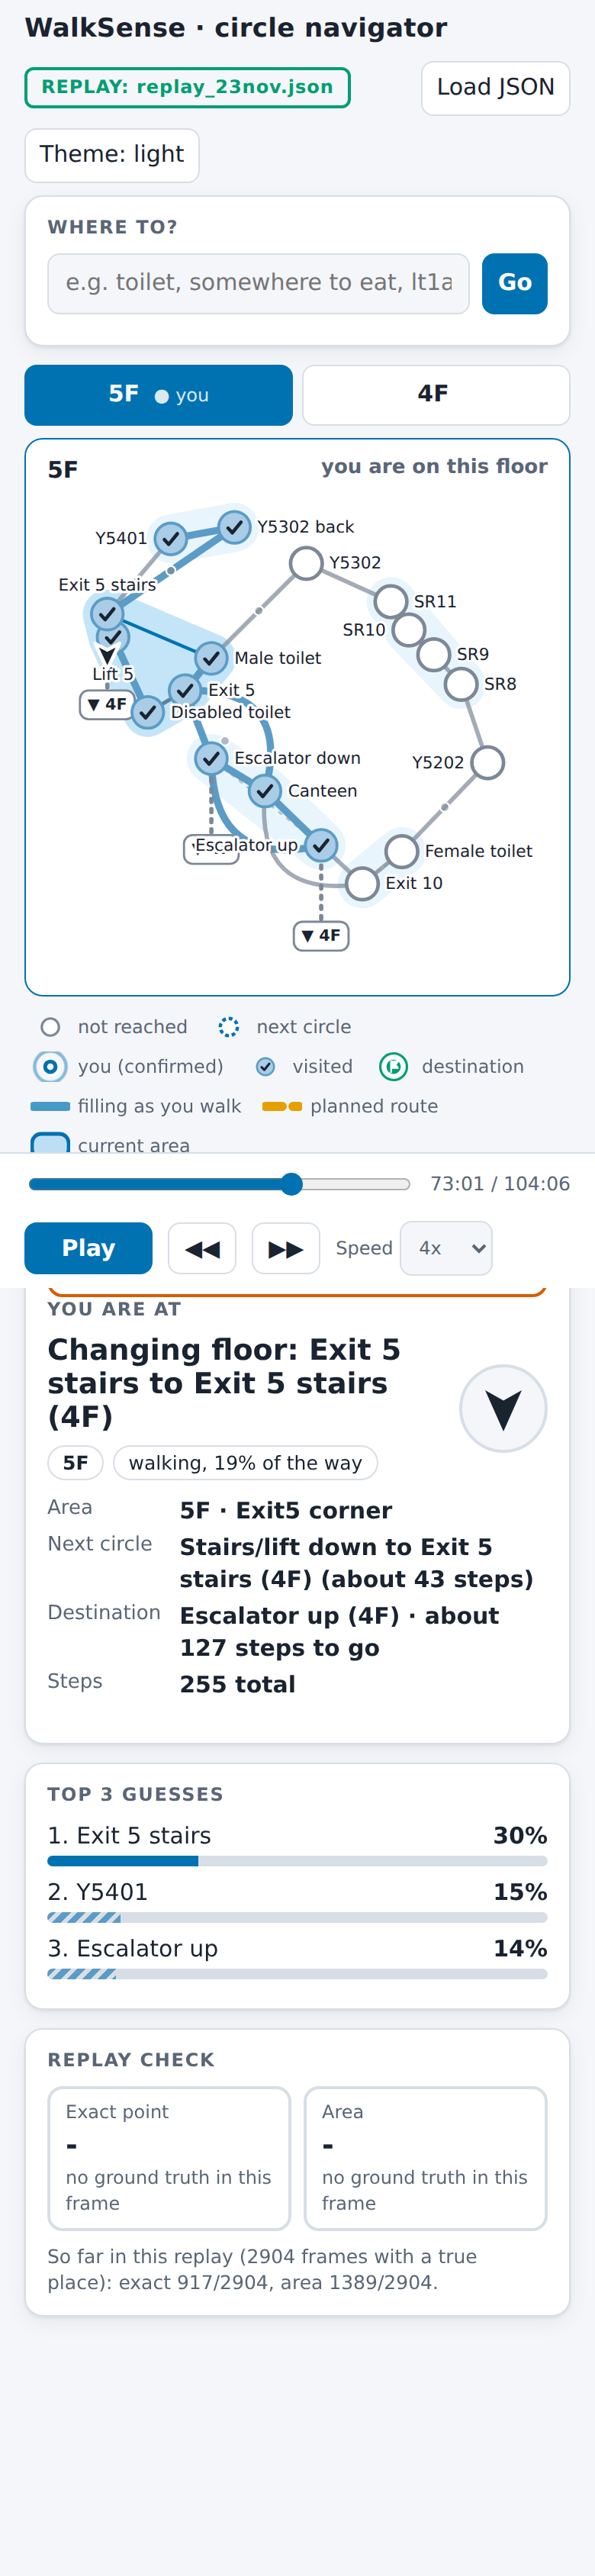 WalkSense · circle navigator
REPLAY: replay_23nov.json
Load JSON
Theme: light
WHERE TO?
e.g. toilet, somewhere to eat, lt1a
Go
5F you
4F
5F
you are on this floor
Y5401
Y5302 back
Y5302
Exit 5 stairs
SR11
SR10
SR9
SR8
Male toilet
Lift 5
Exit 5
▼ 4F
Disabled toilet
Escalator down
Y5202
Canteen
Escalator up
Female toilet
Exit 10
▼ 4F
not reached
next circle
you (confirmed)
visited
destination
filling as you walk
planned route
current area
73:01 / 104:06
Play
◀◀
▶▶
Speed
4x
YOU ARE AT
Changing floor: Exit 5
stairs to Exit 5 stairs
(4F)
5F
walking, 19% of the way
Area
5F · Exit5 corner
Next circle
Stairs/lift down to Exit 5
stairs (4F) (about 43 steps)
Destination
Escalator up (4F) · about
127 steps to go
Steps
255 total
TOP 3 GUESSES
1. Exit 5 stairs 30%
2. Y5401 15%
3. Escalator up 14%
REPLAY CHECK
Exact point
-
no ground truth in this
frame
Area
-
no ground truth in this
frame
So far in this replay (2904 frames with a true
place): exact 917/2904, area 1389/2904.